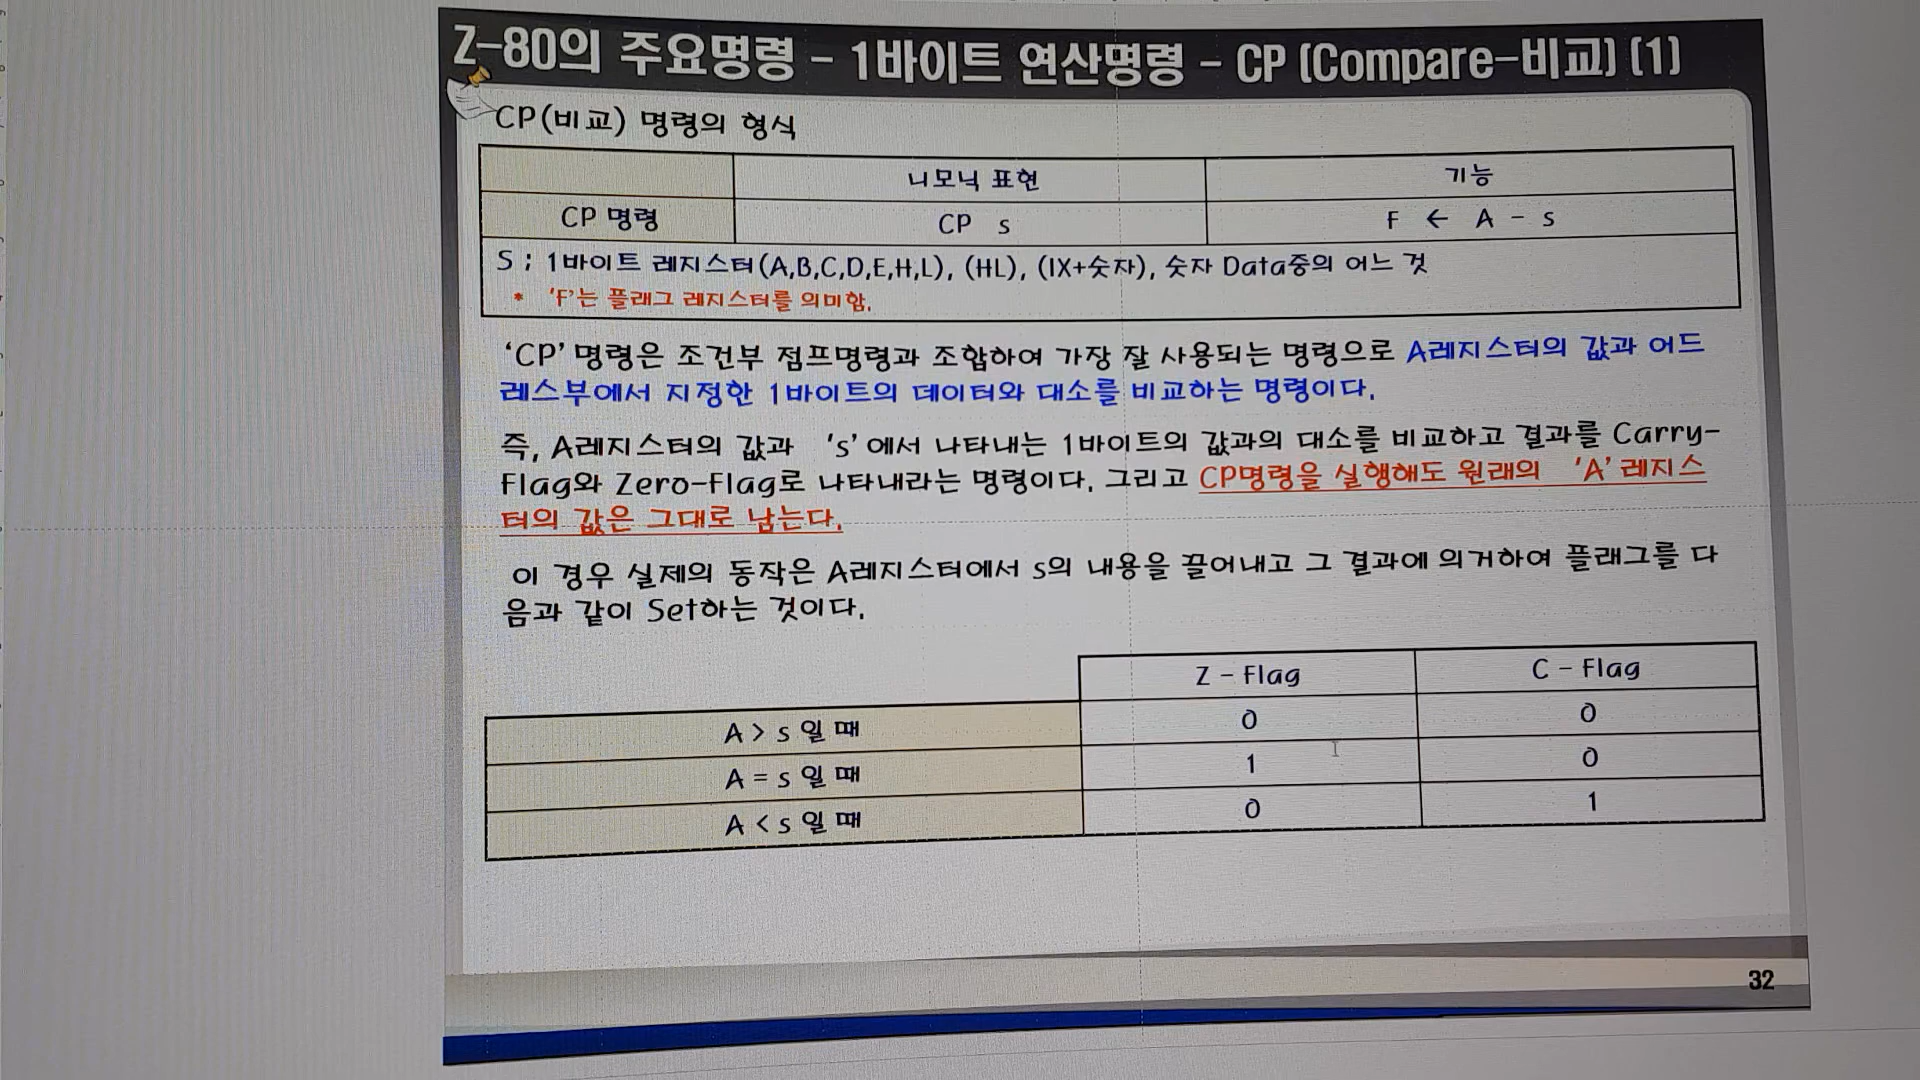 Z-80의 주요명령 - 1바이트 연산명령 - CP (Compare-비교) (1)
CP(비교) 명령의 형식
니모닉 표현 기능
CP 명령 CP s F ← A - s
S ; 1바이트 레지스터(A,B,C,D,E,H,L), (HL), (IX+숫자), 숫자 Data중의 어느 것
* 'F'는 플래그 레지스터를 의미함.
'CP' 명령은 조건부 점프명령과 조합하여 가장 잘 사용되는 명령으로 A레지스터의 값과 어드
레스부에서 지정한 1바이트의 데이터와 대소를 비교하는 명령이다.
즉, A레지스터의 값과 's'에서 나타내는 1바이트의 값과의 대소를 비교하고 결과를 Carry-
Flag와 Zero-Flag로 나타내라는 명령이다. 그리고 CP명령을 실행해도 원래의 'A'레지스
터의 값은 그대로 남는다.
이 경우 실제의 동작은 A레지스터에서 s의 내용을 끌어내고 그 결과에 의거하여 플래그를 다
음과 같이 Set하는 것이다.
Z - Flag C - Flag
A > s 일 때 0 0
A = s 일 때 1 0
A < s 일 때 0 1
32